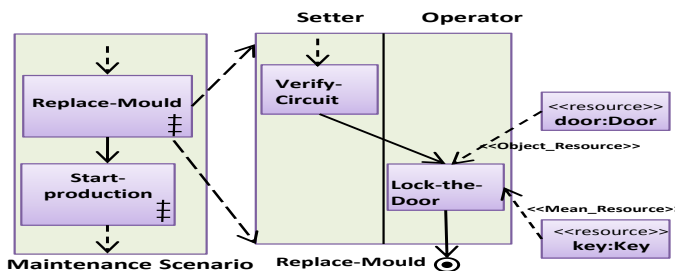 Setter
Operator
Replace-Mould
Start-
production
Maintenance Scenario
Verify-
Circuit
Lock-the-
Door
Replace-Mould
<<resource>>
door:Door
<<Object_Resource>>
<<Mean_Resource>
<<resource>>
key:Key